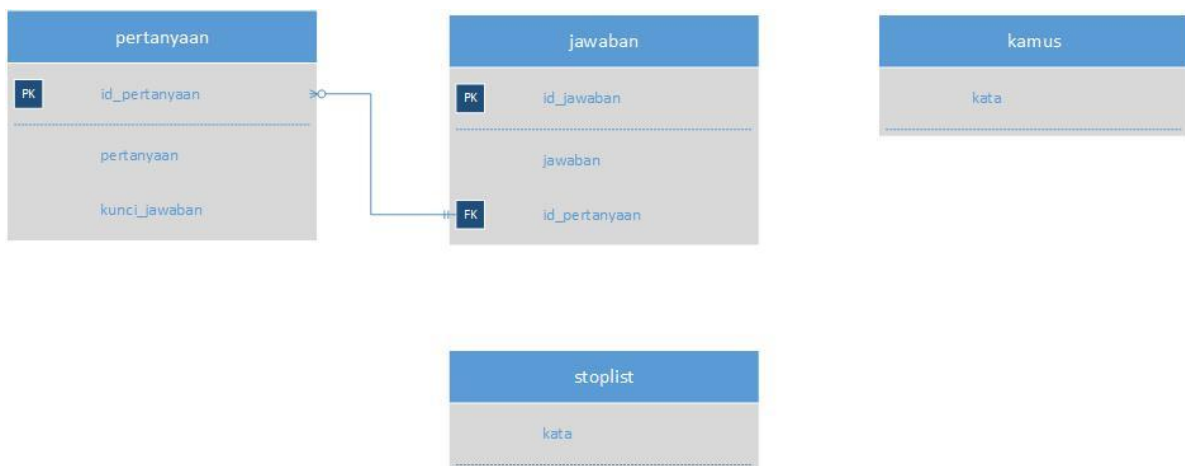 pertanyaan
PK id_pertanyaan
pertanyaan
kunci_jawaban
jawaban
PK id_jawaban
jawaban
FK id_pertanyaan
kamus
kata
stoplist
kata